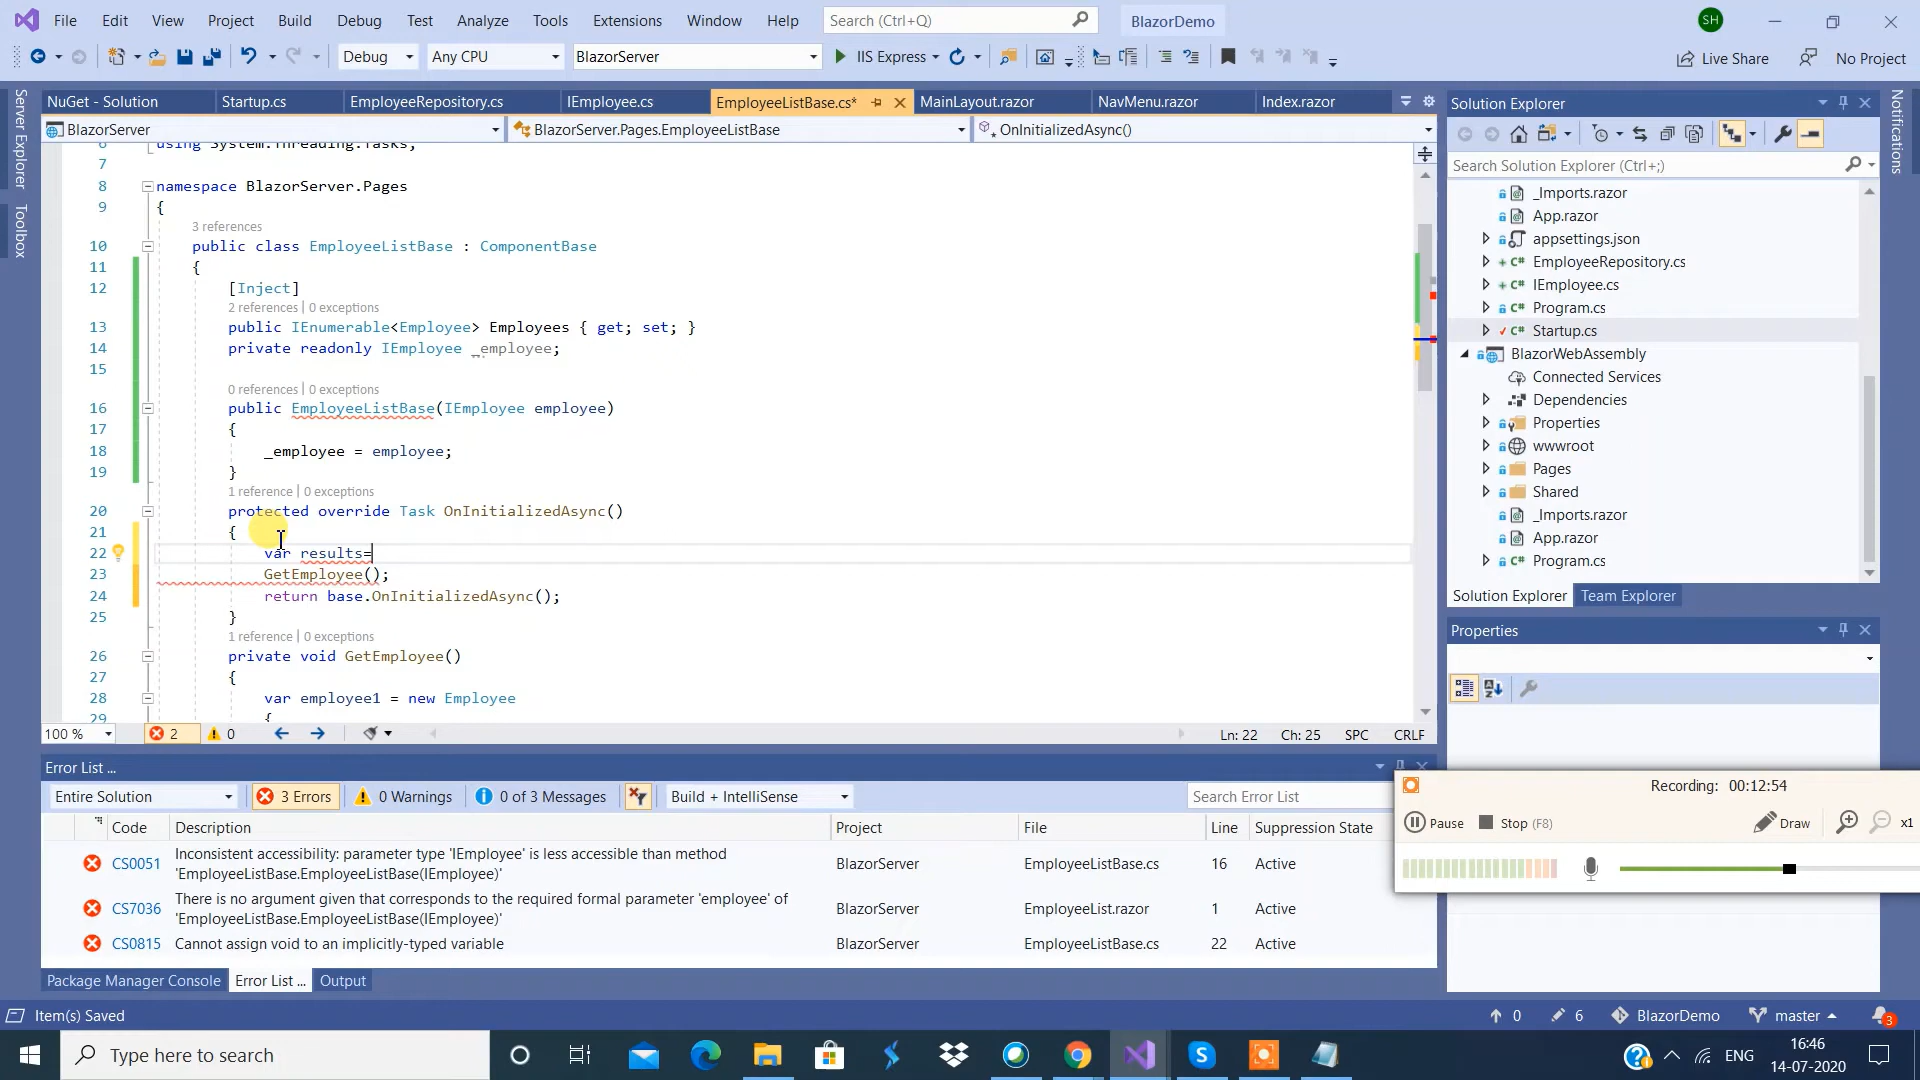 File Edit View Project Build Debug Test Analyze Tools Extensions Window Help Search (Ctrl+Q) BlazorDemo SH
Debug Any CPU BlazorServer IIS Express Live Share No Project
Server Explorer
Toolbox
NuGet - Solution Startup.cs EmployeeRepository.cs IEmployee.cs EmployeeListBase.cs* MainLayout.razor NavMenu.razor Index.razor
BlazorServer BlazorServer.Pages.EmployeeListBase OnInitializedAsync()
6 using System.Threading.Tasks;
7
8 namespace BlazorServer.Pages
9 {
3 references
10 public class EmployeeListBase : ComponentBase
11 {
12 [Inject]
2 references | 0 exceptions
13 public IEnumerable<Employee> Employees { get; set; }
14 private readonly IEmployee _employee;
15
0 references | 0 exceptions
16 public EmployeeListBase(IEmployee employee)
17 {
18 _employee = employee;
19 }
1 reference | 0 exceptions
20 protected override Task OnInitializedAsync()
21 {
22 var results=
23 GetEmployee();
24 return base.OnInitializedAsync();
25 }
1 reference | 0 exceptions
26 private void GetEmployee()
27 {
28 var employee1 = new Employee
29 {
100 % 2 0 Ln: 22 Ch: 25 SPC CRLF
Error List ...
Entire Solution 3 Errors 0 Warnings 0 of 3 Messages Build + IntelliSense Search Error List
Code Description Project File Line Suppression State
CS0051 Inconsistent accessibility: parameter type 'IEmployee' is less accessible than method 'EmployeeListBase.EmployeeListBase(IEmployee)' BlazorServer EmployeeListBase.cs 16 Active
CS7036 There is no argument given that corresponds to the required formal parameter 'employee' of 'EmployeeListBase.EmployeeListBase(IEmployee)' BlazorServer EmployeeList.razor 1 Active
CS0815 Cannot assign void to an implicitly-typed variable BlazorServer EmployeeListBase.cs 22 Active
Package Manager Console Error List ... Output
Solution Explorer
Search Solution Explorer (Ctrl+;)
_Imports.razor
App.razor
appsettings.json
C# EmployeeRepository.cs
C# IEmployee.cs
C# Program.cs
C# Startup.cs
BlazorWebAssembly
Connected Services
Dependencies
Properties
wwwroot
Pages
Shared
_Imports.razor
App.razor
C# Program.cs
Solution Explorer Team Explorer
Properties
Notifications
Recording: 00:12:54
Pause Stop (F8) Draw x1
Item(s) Saved 0 6 BlazorDemo master 3
Type here to search ENG 16:46
14-07-2020